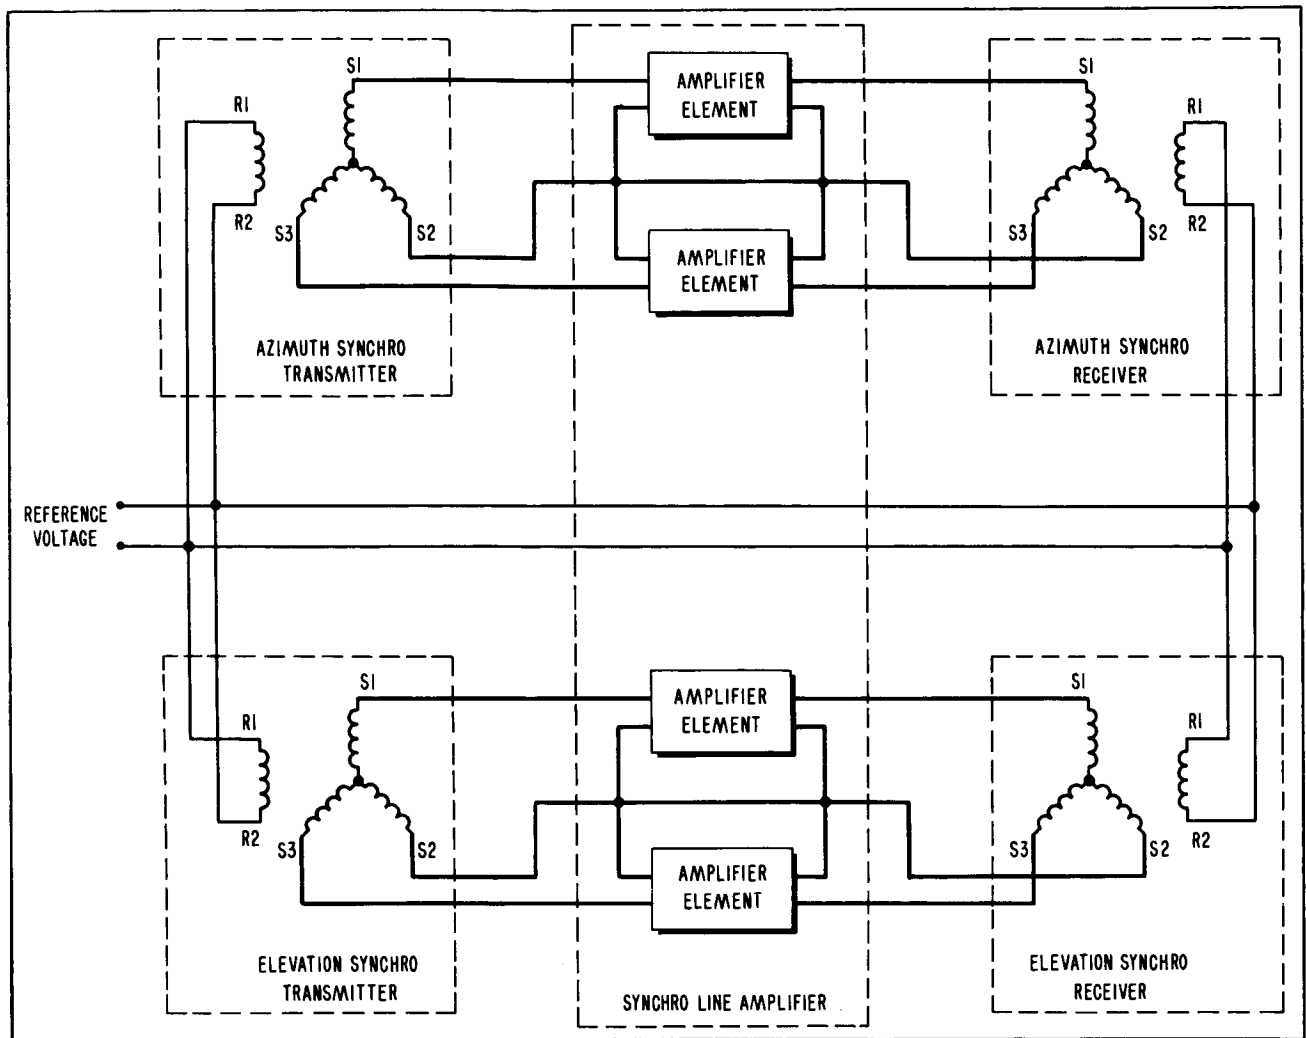 S1
AMPLIFIER
ELEMENT
S1
R1
R1
R2
S3
S2
S3
S2
R2
AMPLIFIER
ELEMENT
AZIMUTH SYNCHRO
TRANSMITTER
AZIMUTH SYNCHRO
RECEIVER
REFERENCE
VOLTAGE
S1
AMPLIFIER
ELEMENT
S1
R1
R1
R2
S3
S2
S3
S2
R2
AMPLIFIER
ELEMENT
ELEVATION SYNCHRO
TRANSMITTER
SYNCHRO LINE AMPLIFIER
ELEVATION SYNCHRO
RECEIVER